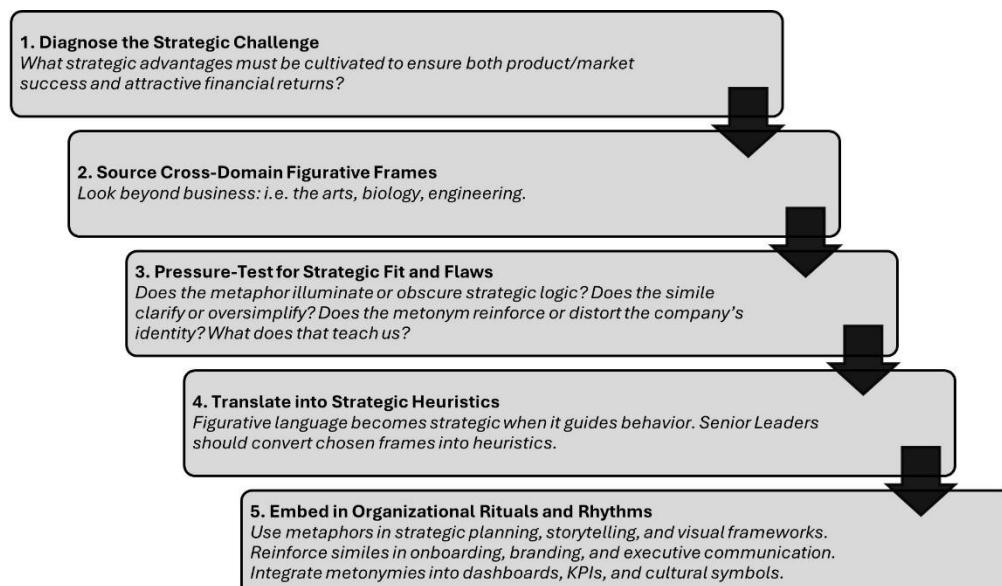 1. Diagnose the Strategic Challenge
What strategic advantages must be cultivated to ensure both product/market
success and attractive financial returns?
2. Source Cross-Domain Figurative Frames
Look beyond business: i.e. the arts, biology, engineering.
3. Pressure-Test for Strategic Fit and Flaws
Does the metaphor illuminate or obscure strategic logic? Does the simile
clarify or oversimplify? Does the metonym reinforce or distort the company's
identity? What does that teach us?
4. Translate into Strategic Heuristics
Figurative language becomes strategic when it guides behavior. Senior Leaders
should convert chosen frames into heuristics.
5. Embed in Organizational Rituals and Rhythms
Use metaphors in strategic planning, storytelling, and visual frameworks.
Reinforce similes in onboarding, branding, and executive communication.
Integrate metonymies into dashboards, KPIs, and cultural symbols.